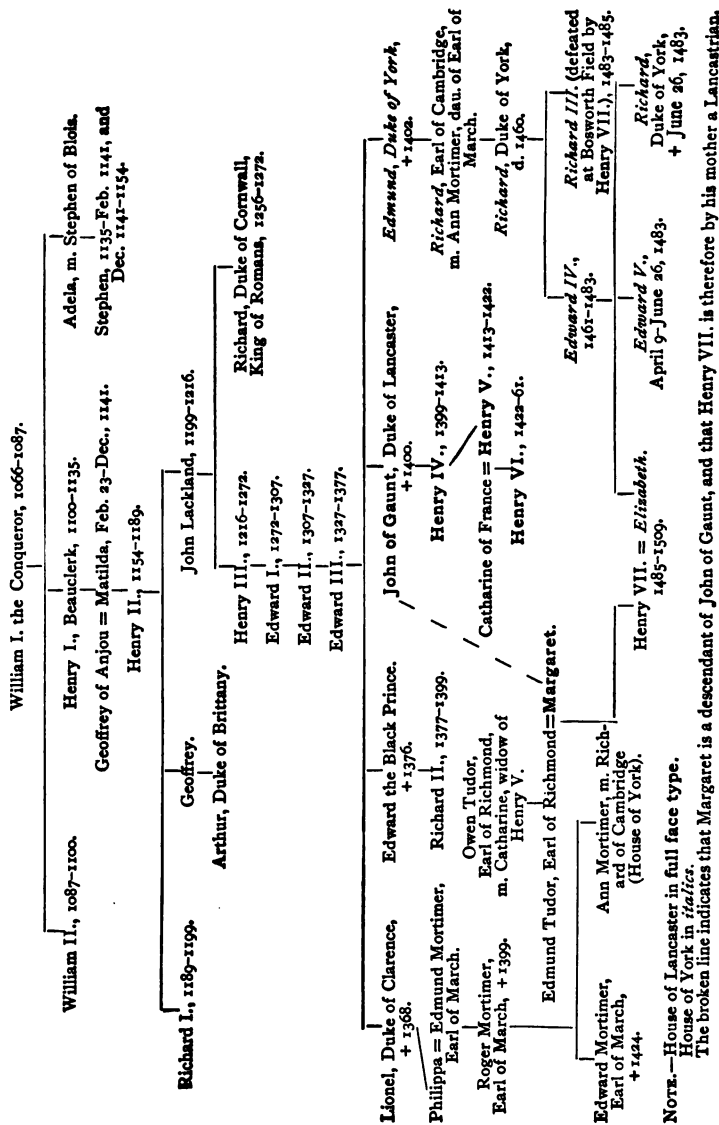 William I. the Conqueror, 1066-1087.
William II., 1087-1100.
Henry I., Beauclerk, 1100-1135.
Adela, m. Stephen of Blois.
Geoffrey of Anjou = Matilda, Feb. 23-Dec., 1141.
Stephen, 1135-Feb. 1141, and
Dec. 1141-1154.
Henry II., 1154-1189.
Richard I., 1189-1199.
Geoffrey.
John Lackland, 1199-1216.
Arthur, Duke of Brittany.
Henry III., 1216-1272.
Richard, Duke of Cornwall,
King of Romans, 1256-1272.
Edward I., 1272-1307.
Edward II., 1307-1327.
Edward III., 1327-1377.
Lionel, Duke of Clarence,
+ 1368.
Edward the Black Prince.
+ 1376.
John of Gaunt, Duke of Lancaster,
+ 1400.
Edmund, Duke of York,
+ 1402.
Philippa = Edmund Mortimer,
Earl of March.
Richard II., 1377-1399.
Henry IV., 1399-1413.
Richard, Earl of Cambridge,
m. Ann Mortimer, dau. of Earl of
March.
Roger Mortimer,
Earl of March, + 1399.
Owen Tudor,
Earl of Richmond,
m. Catharine, widow of
Henry V.
Catharine of France = Henry V., 1413-1422.
Henry VI., 1422-61.
Richard, Duke of York,
d. 1460.
Edmund Tudor, Earl of Richmond=Margaret.
Edward IV.,
1461-1483.
Richard III. (defeated
at Bosworth Field by
Henry VII.), 1483-1485.
Edward Mortimer,
Earl of March,
+ 1424.
Ann Mortimer, m. Rich-
ard of Cambridge
(House of York).
Henry VII. = Elizabeth.
1485-1509.
Edward V.,
April 9-June 26, 1483.
Richard,
Duke of York,
+ June 26, 1483.
NOTE.—House of Lancaster in full face type.
House of York in italics.
The broken line indicates that Margaret is a descendant of John of Gaunt, and that Henry VII. is therefore by his mother a Lancastrian.